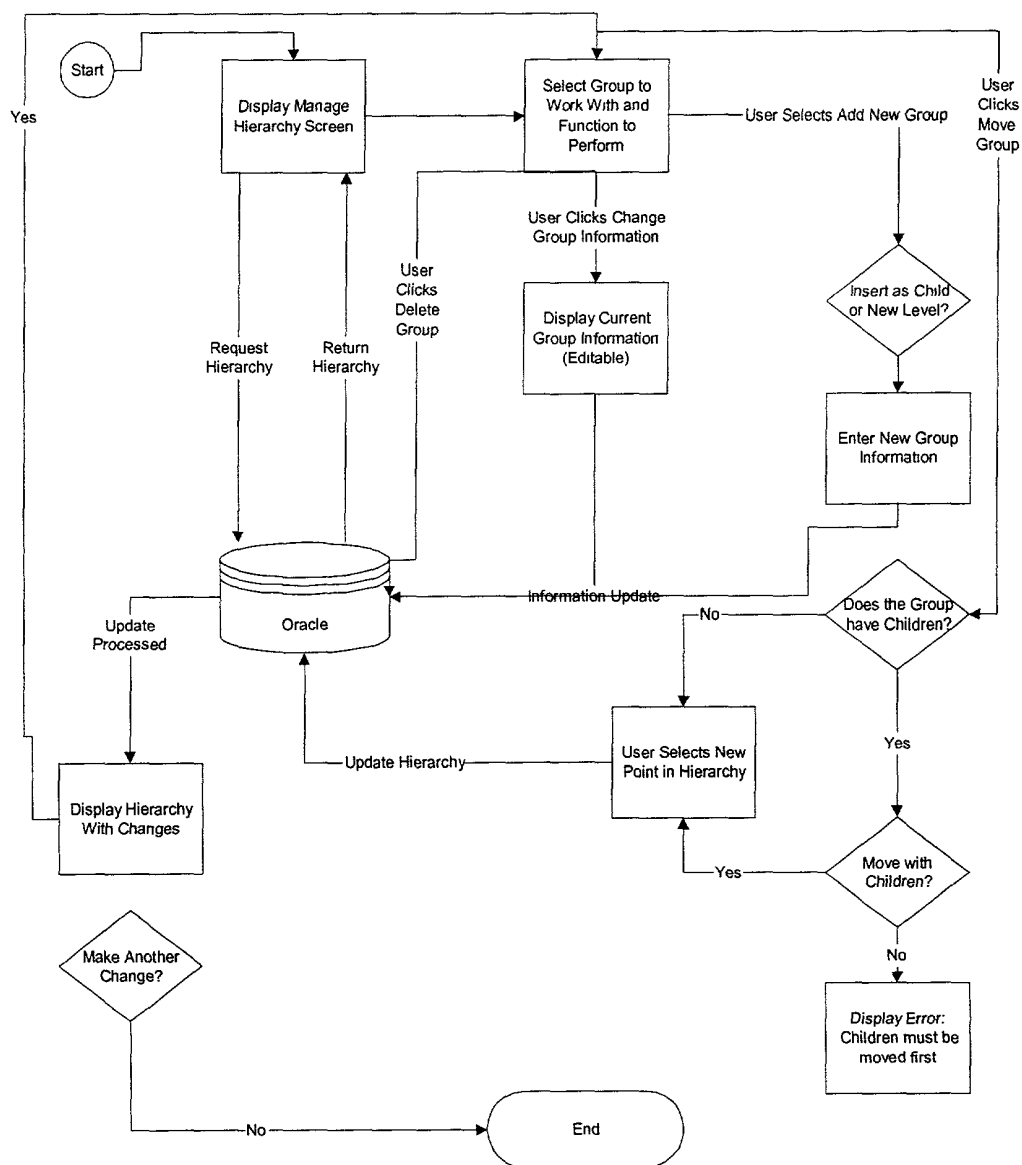 Start
Yes
Display Manage
Hierarchy Screen
Select Group to
Work With and
Function to
Perform
User Selects Add New Group
User
Clicks
Move
Group
User Clicks Change
Group Information
User
Clicks
Delete
Group
Insert as Child
or New Level?
Display Current
Group Information
(Editable)
Request
Hierarchy
Return
Hierarchy
Enter New Group
Information
Information Update
Oracle
Does the Group
have Children?
No
Update
Processed
Yes
User Selects New
Point in Hierarchy
Update Hierarchy
Display Hierarchy
With Changes
Move with
Children?
Yes
No
Make Another
Change?
Display Error:
Children must be
moved first
No
End